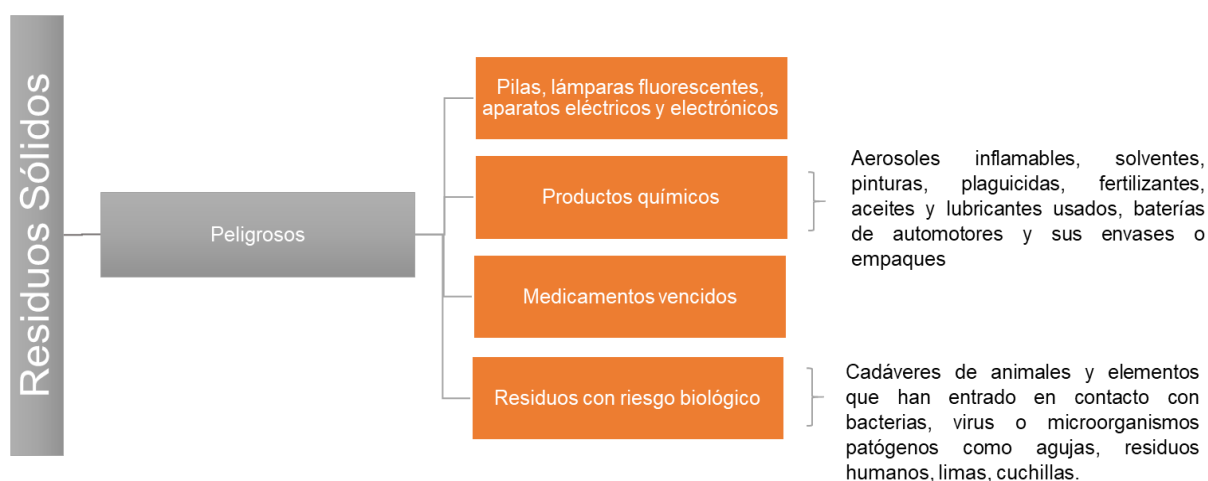 Residuos Sólidos
Peligrosos
Pilas, lámparas fluorescentes,
aparatos eléctricos y electrónicos
Productos químicos
Aerosoles inflamables, solventes,
pinturas, plaguicidas, fertilizantes,
aceites y lubricantes usados, baterías
de automotores y sus envases o
empaques
Medicamentos vencidos
Residuos con riesgo biológico
Cadáveres de animales y elementos
que han entrado en contacto con
bacterias, virus o microorganismos
patógenos como agujas, residuos
humanos, limas, cuchillas.